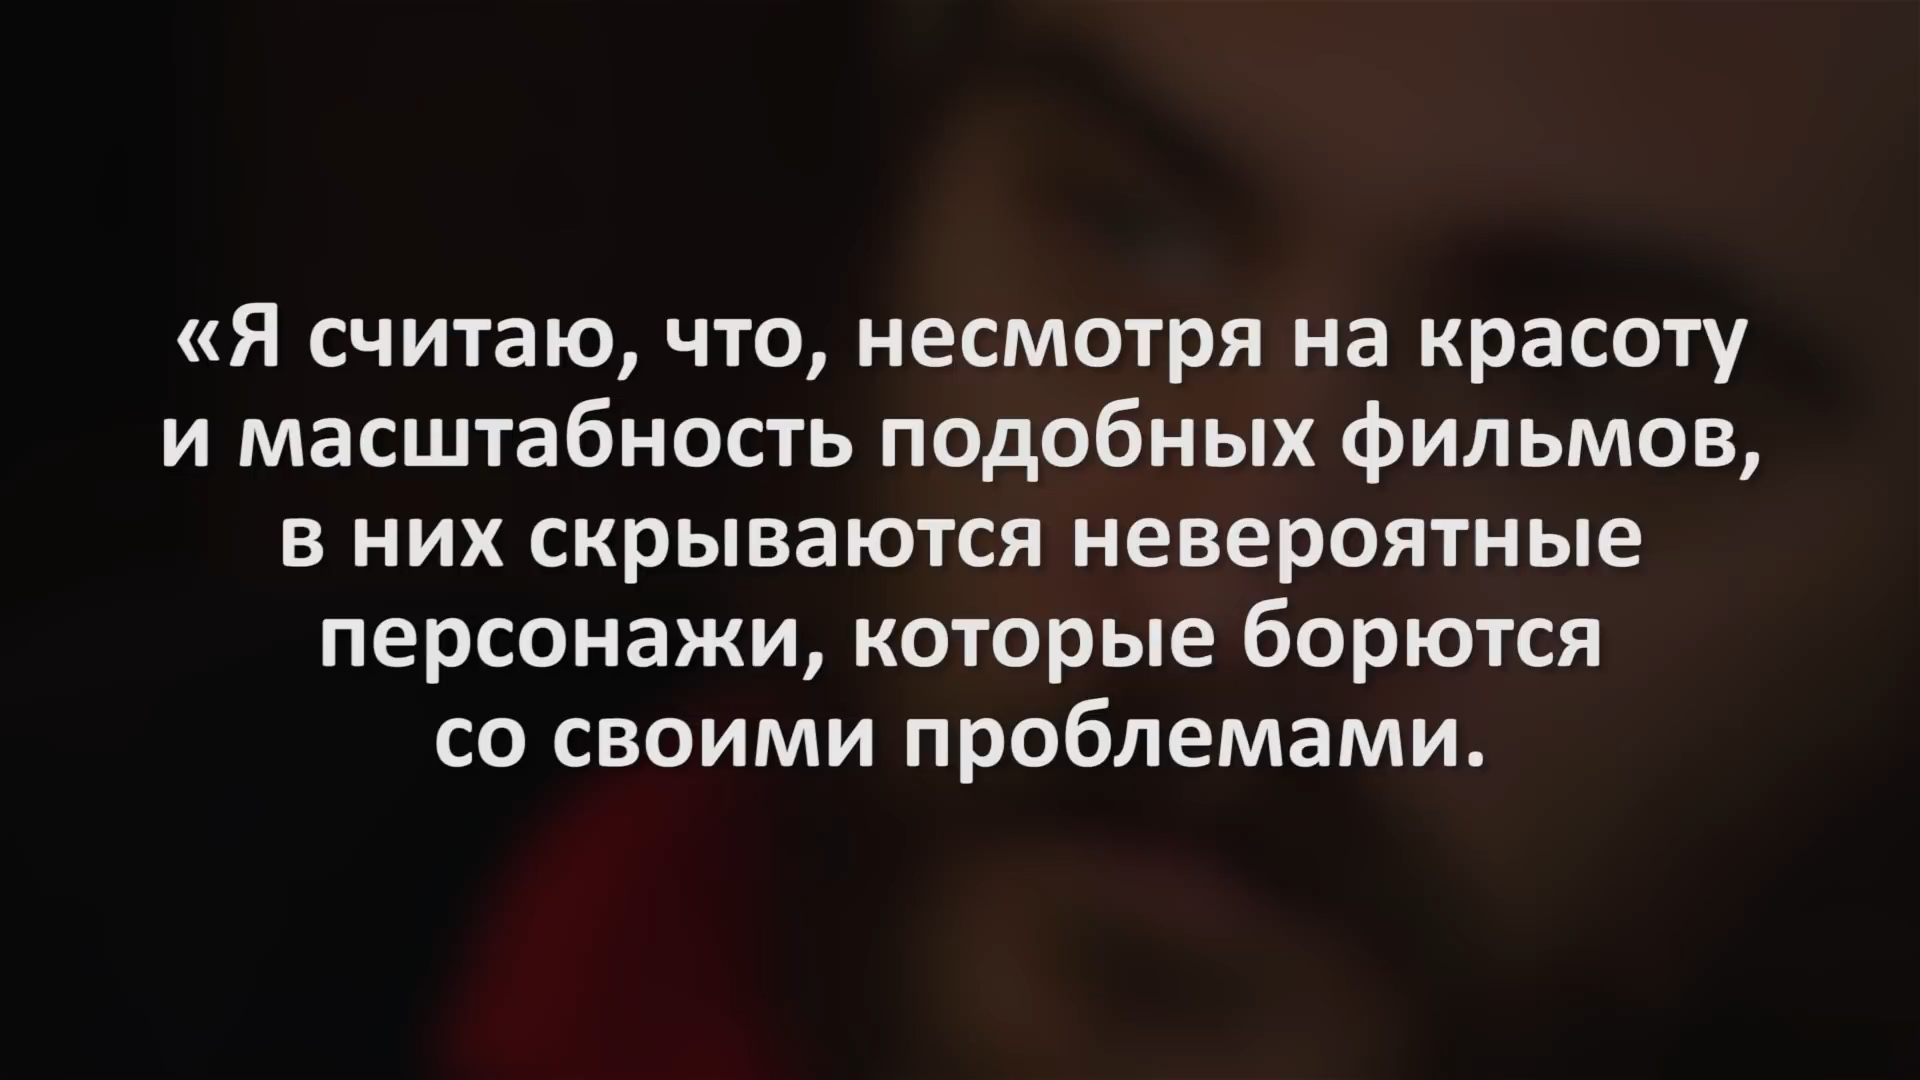 «Я считаю, что, несмотря на красоту
и масштабность подобных фильмов,
в них скрываются невероятные
персонажи, которые борются
со своими проблемами.